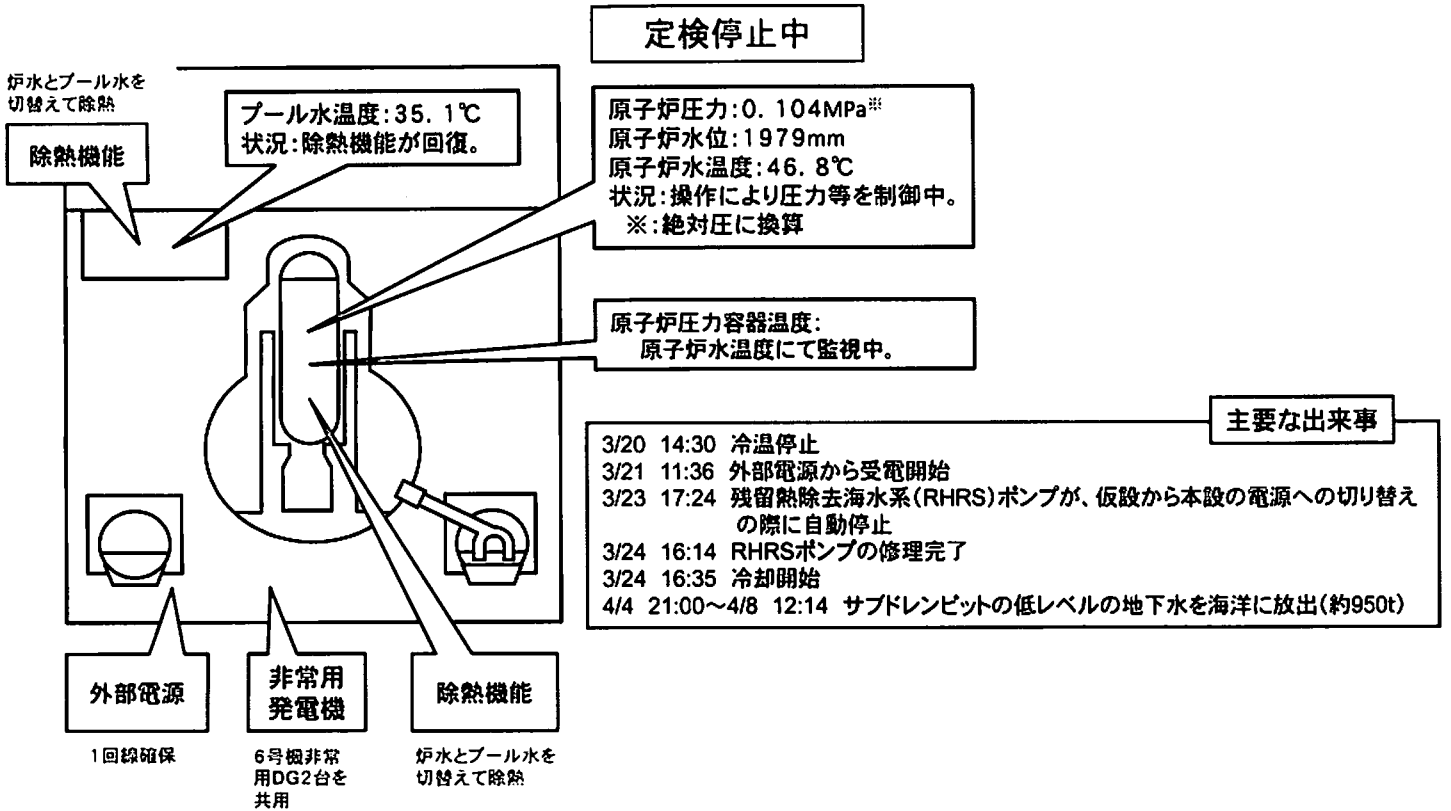 定検停止中
炉水とプール水を
切替えて除熱
除熱機能
プール水温度:35.1℃
状況:除熱機能が回復。
原子炉圧力:0.104MPa※
原子炉水位:1979mm
原子炉水温度:46.8℃
状況:操作により圧力等を制御中。
※:絶対圧に換算
原子炉圧力容器温度:
原子炉水温度にて監視中。
主要な出来事
3/20 14:30 冷温停止
3/21 11:36 外部電源から受電開始
3/23 17:24 残留熱除去海水系(RHRS)ポンプが、仮設から本設の電源への切り替え
の際に自動停止
3/24 16:14 RHRSポンプの修理完了
3/24 16:35 冷却開始
4/4 21:00～4/8 12:14 サブドレンピットの低レベルの地下水を海洋に放出(約950t)
外部電源
1回線確保
非常用
発電機
6号機非常
用DG2台を
共用
除熱機能
炉水とプール水を
切替えて除熱